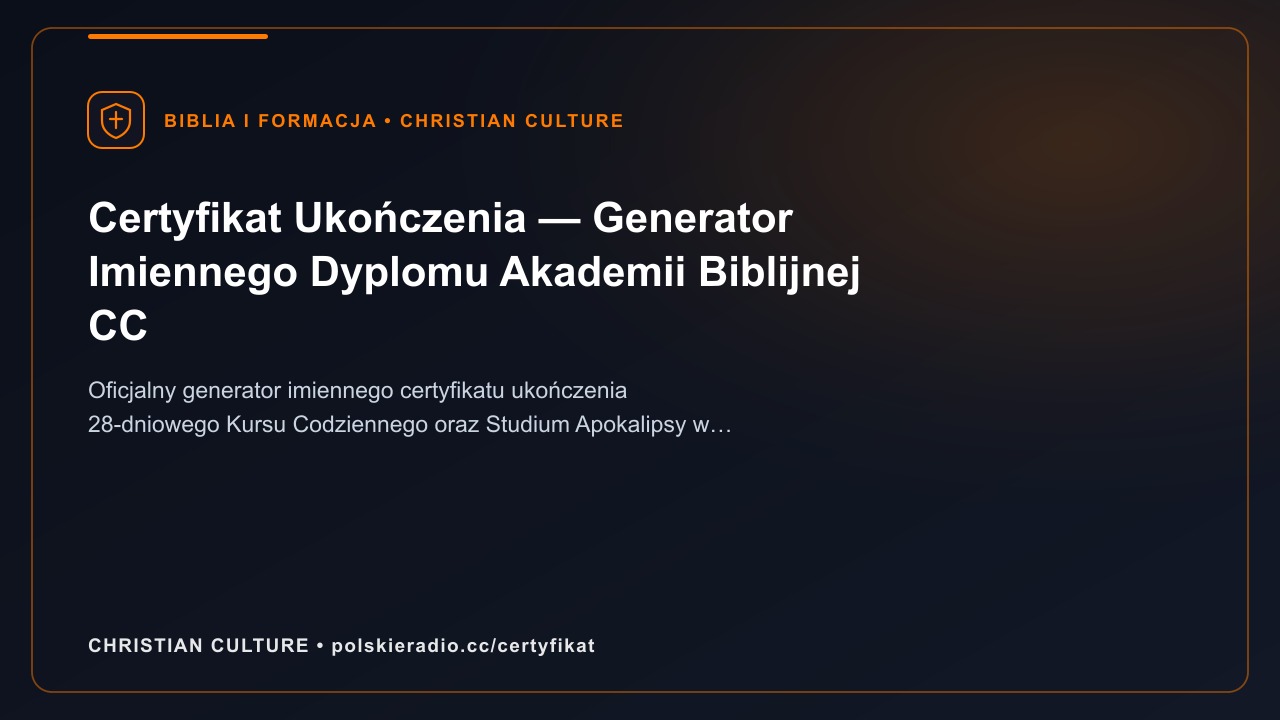 BIBLIA I FORMACJA • CHRISTIAN CULTURE
Certyfikat Ukończenia — Generator
Imiennego Dyplomu Akademii Biblijnej
CC
Oficjalny generator imiennego certyfikatu ukończenia
28-dniowego Kursu Codziennego oraz Studium Apokalipsy w…
CHRISTIAN CULTURE • polskieradio.cc/certyfikat